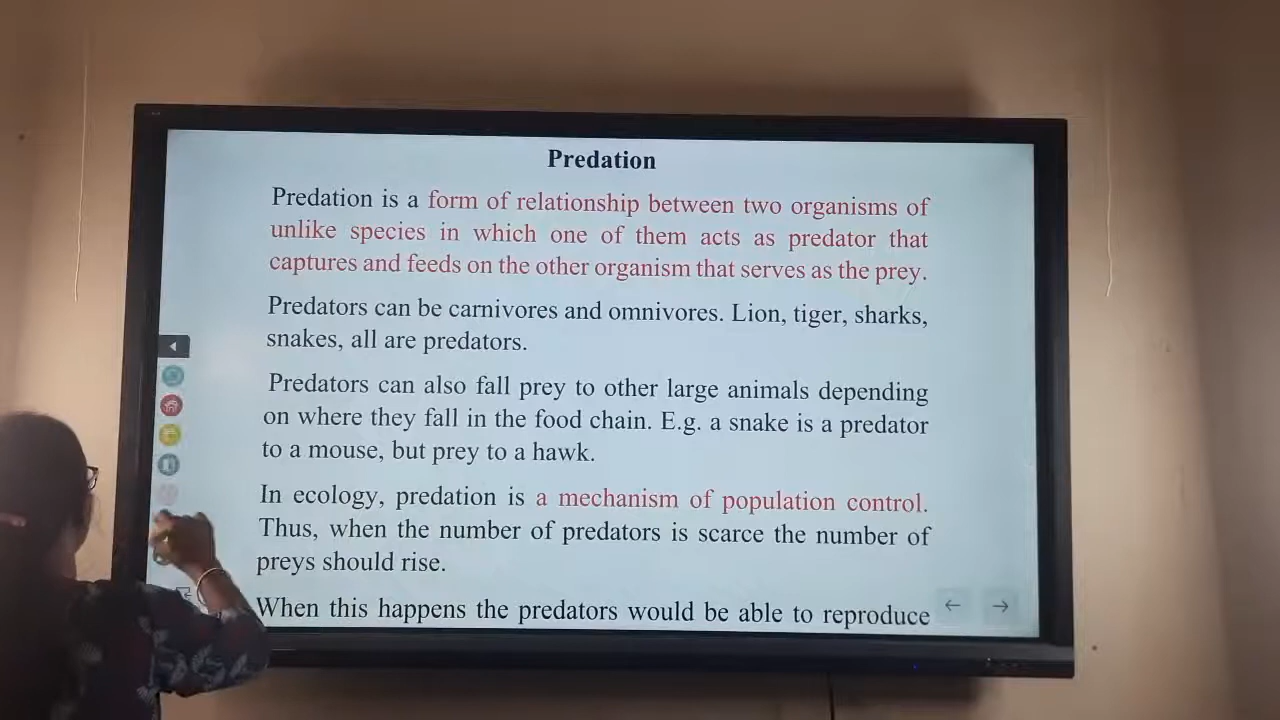 Predation
Predation is a form of relationship between two organisms of
unlike species in which one of them acts as predator that
captures and feeds on the other organism that serves as the prey.
Predators can be carnivores and omnivores. Lion, tiger, sharks,
snakes, all are predators.
Predators can also fall prey to other large animals depending
on where they fall in the food chain. E.g. a snake is a predator
to a mouse, but prey to a hawk.
In ecology, predation is a mechanism of population control.
Thus, when the number of predators is scarce the number of
preys should rise.
When this happens the predators would be able to reproduce